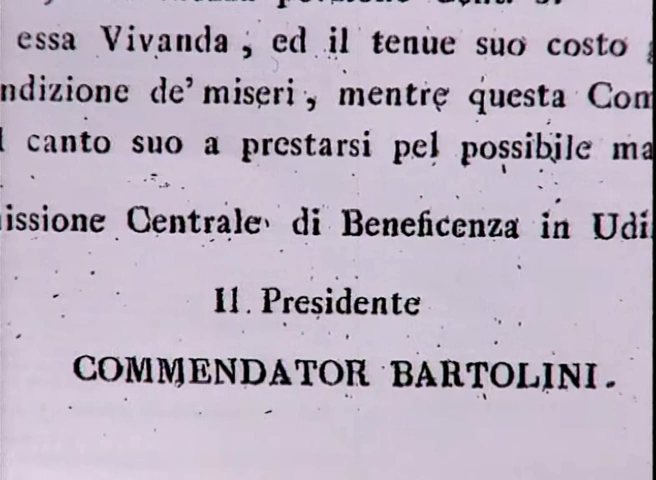 essa Vivanda, ed il tenue suo costo
ndizione de' miseri, mentre questa Com
canto suo a prestarsi pel possibile ma
issione Centrale di Beneficenza in Udi
Il Presidente
COMMENDATOR BARTOLINI.